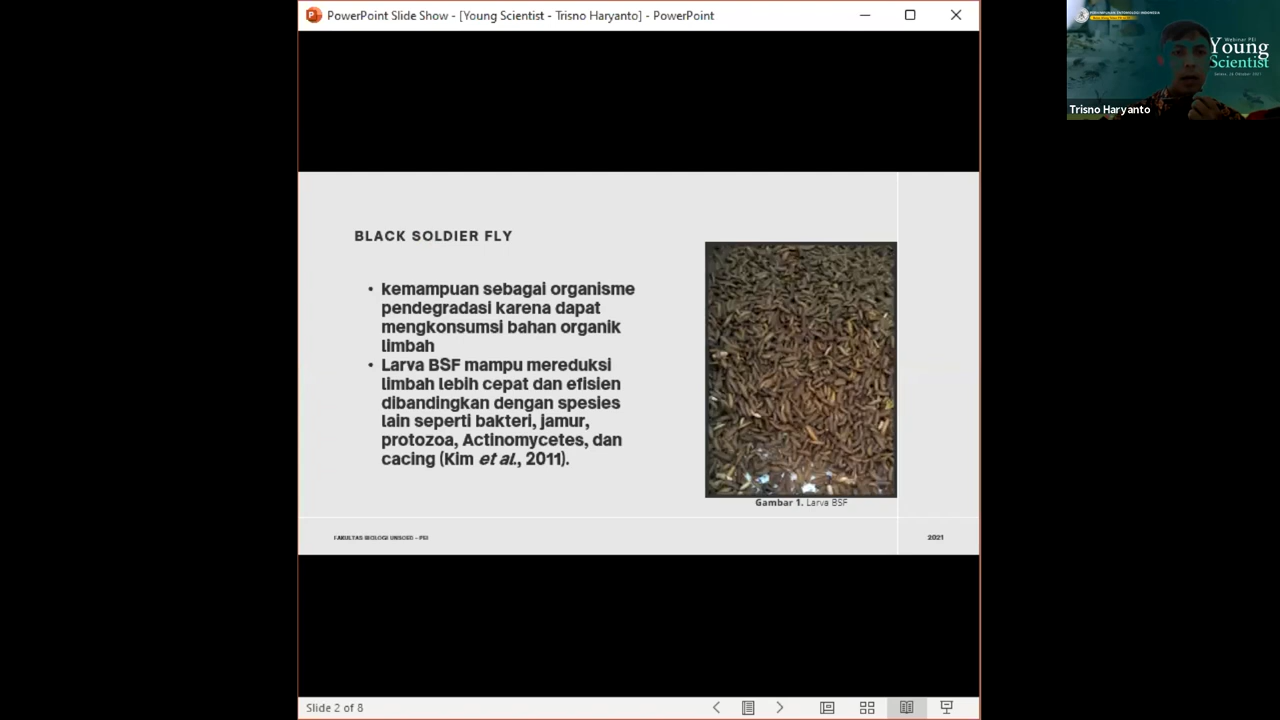 PowerPoint Slide Show - [Young Scientist - Trisno Haryanto] - PowerPoint
Webinar PEI
Young
Scientist
Trisno Haryanto
BLACK SOLDIER FLY
• kemampuan sebagai organisme
pendegradasi karena dapat
mengkonsumsi bahan organik
limbah
• Larva BSF mampu mereduksi
limbah lebih cepat dan efisien
dibandingkan dengan spesies
lain seperti bakteri, jamur,
protozoa, Actinomycetes, dan
cacing (Kim et al., 2011).
Gambar 1. Larva BSF
FAKULTAS BIOLOGI UNSOED - PEI
2021
Slide 2 of 8